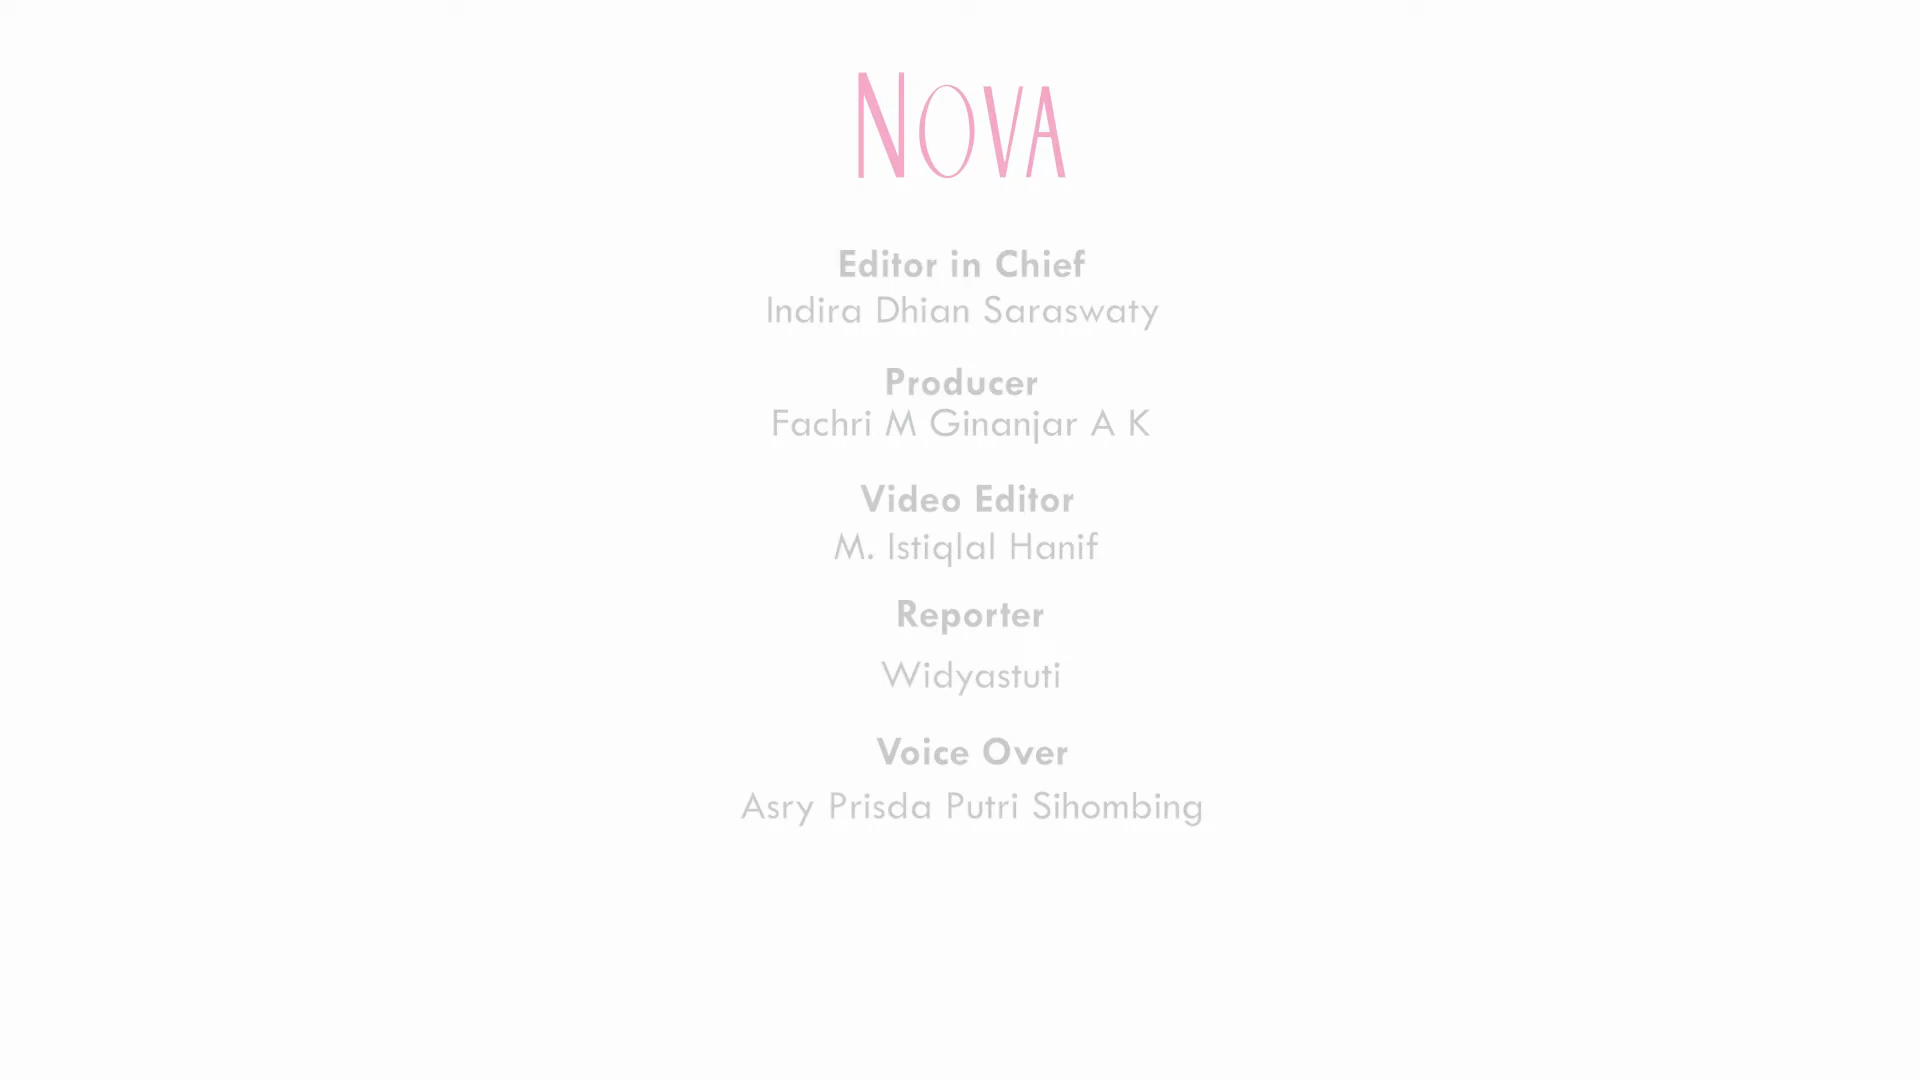 NOVA
Editor in Chief
Indira Dhian Saraswaty
Producer
Fachri M Ginanjar A K
Video Editor
M. Istiqlal Hanif
Reporter
Widyastuti
Voice Over
Asry Prisda Putri Sihombing